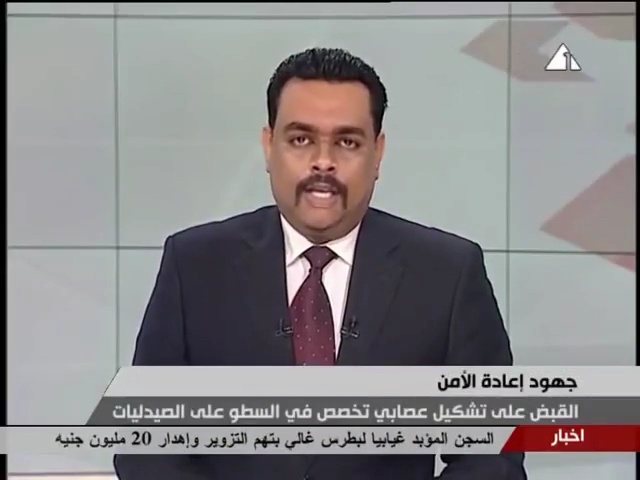 1
جهود إعادة الأمن
القبض على تشكيل عصابي تخصص في السطو على الصيدليات
اخبار
السجن المؤبد غيابيا لبطرس غالي بتهم التزوير وإهدار 20 مليون جنيه